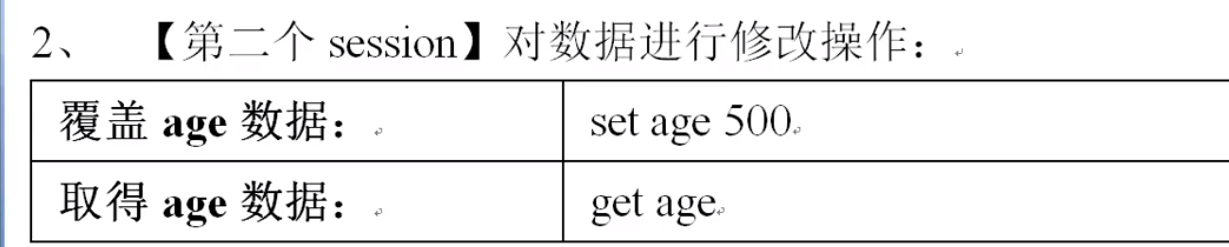 2、 【第二个 session】对数据进行修改操作：
覆盖 age 数据： set age 500
取得 age 数据： get age